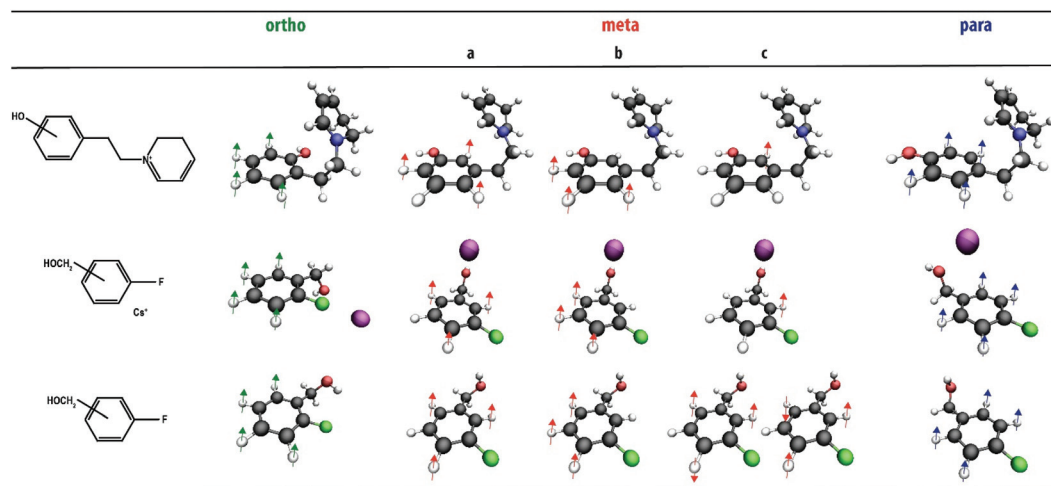 ortho meta para
a b c
HO
N⁺
HOCH₂
F
Cs⁺
HOCH₂
F